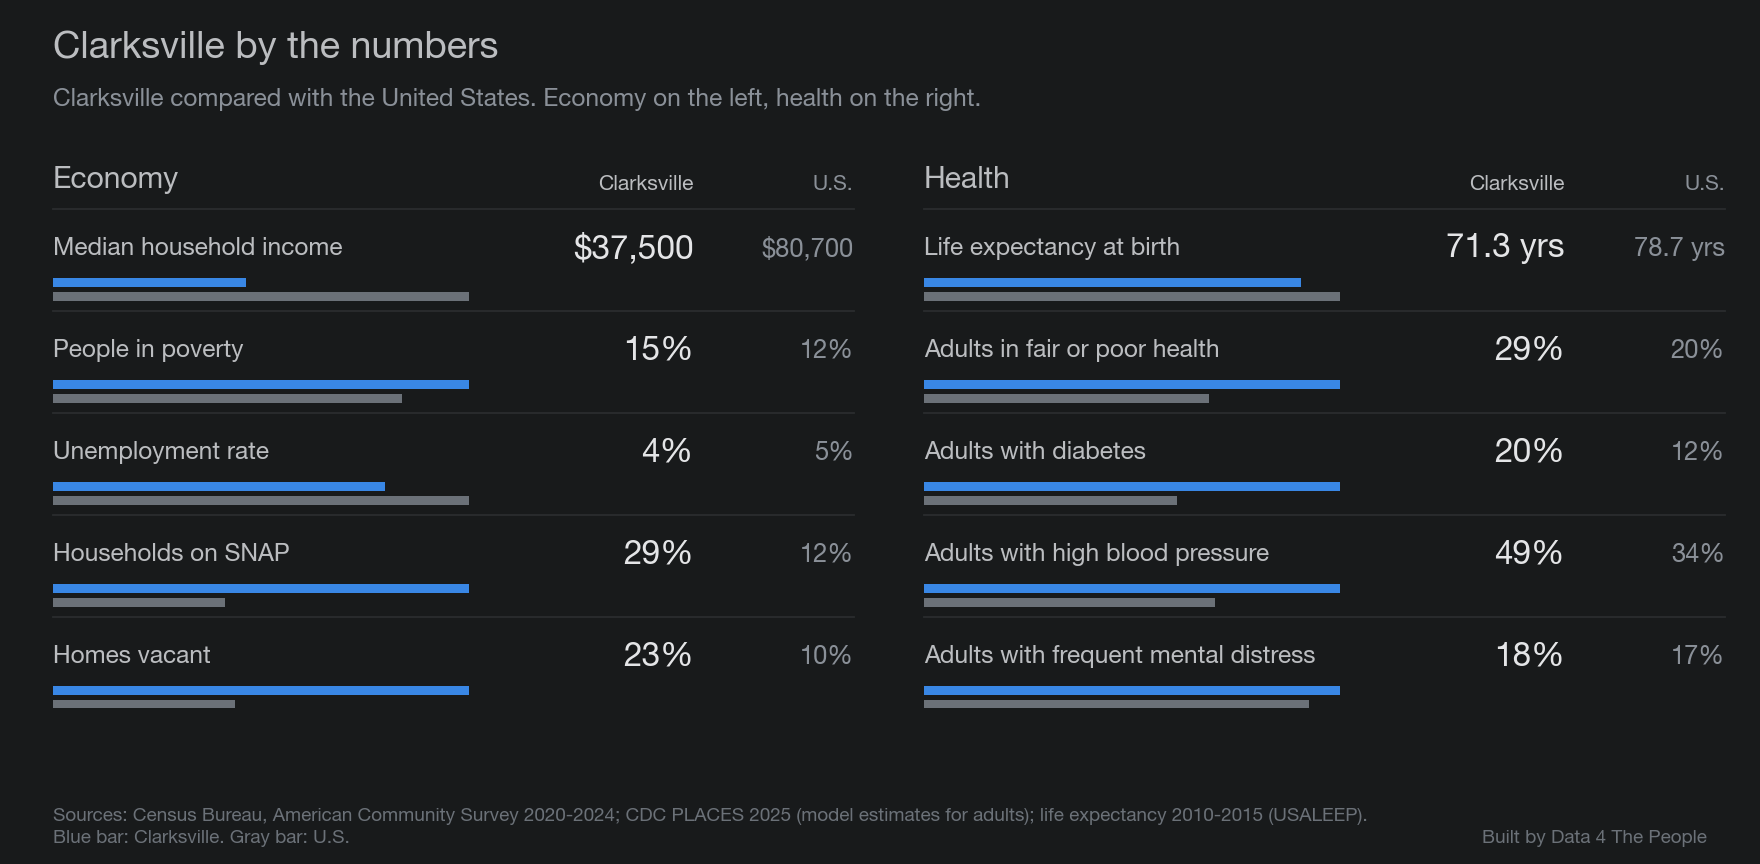 Clarksville by the numbers
Clarksville compared with the United States. Economy on the left, health on the right.
Economy Clarksville U.S.
Median household income $37,500 $80,700
People in poverty 15% 12%
Unemployment rate 4% 5%
Households on SNAP 29% 12%
Homes vacant 23% 10%
Health Clarksville U.S.
Life expectancy at birth 71.3 yrs 78.7 yrs
Adults in fair or poor health 29% 20%
Adults with diabetes 20% 12%
Adults with high blood pressure 49% 34%
Adults with frequent mental distress 18% 17%
Sources: Census Bureau, American Community Survey 2020-2024; CDC PLACES 2025 (model estimates for adults); life expectancy 2010-2015 (USALEEP).
Blue bar: Clarksville. Gray bar: U.S.
Built by Data 4 The People